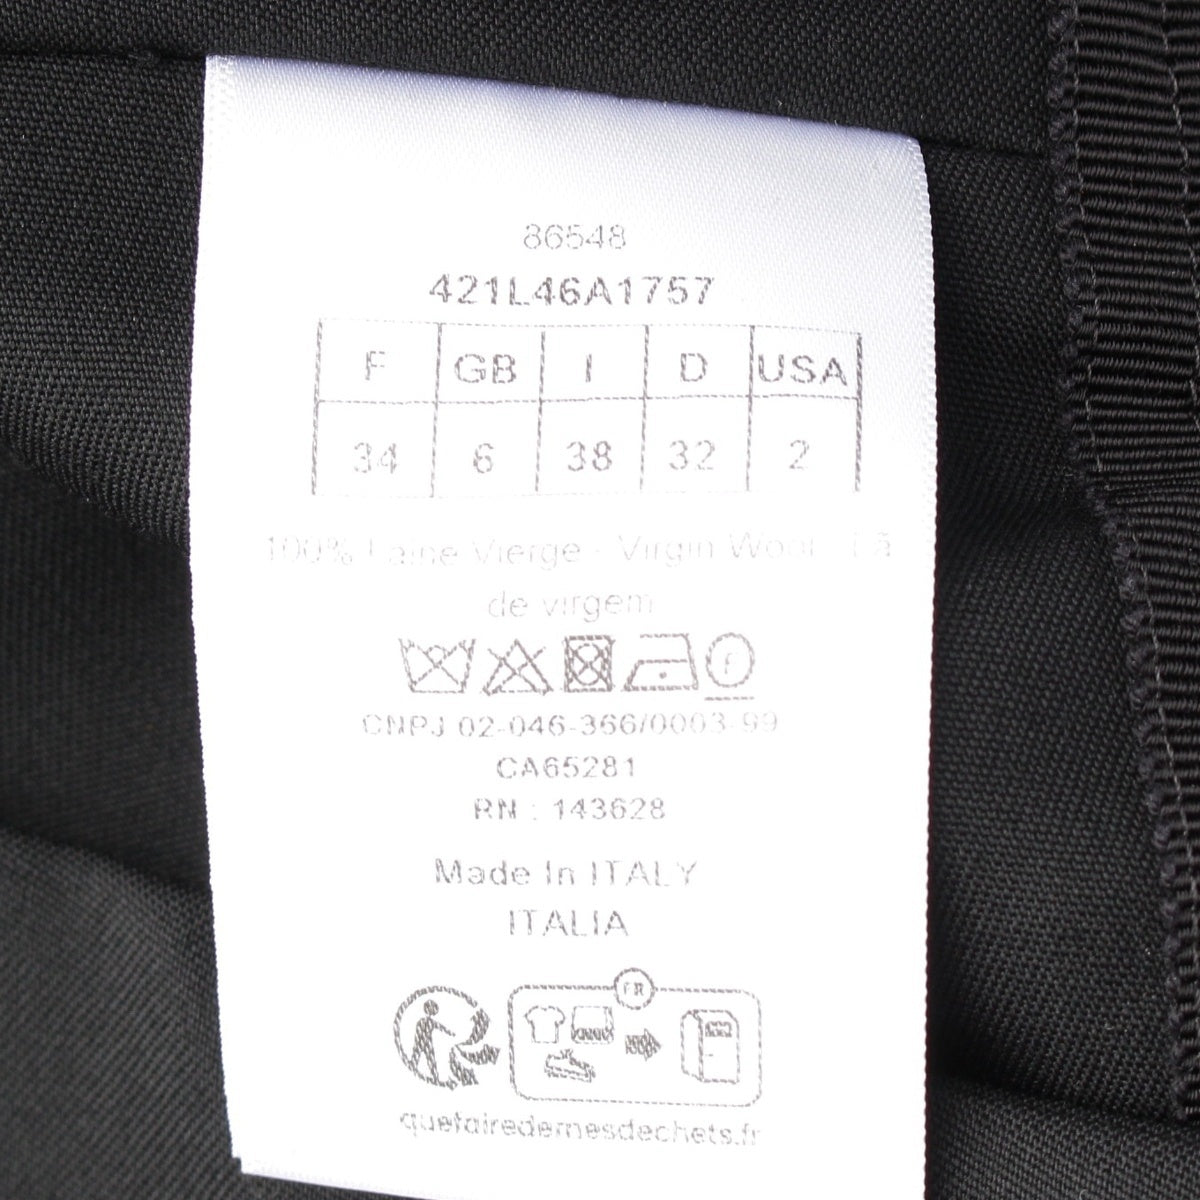 86548
421L46A1757
F GB I D USA
34 6 38 32 2
100% Laine Vierge - Virgin Wool - Lã
de virgem
F
CNPJ 02-046-366/0003-99
CA65281
RN : 143628
Made In ITALY
ITALIA
FR
quefairedemesdechets.fr